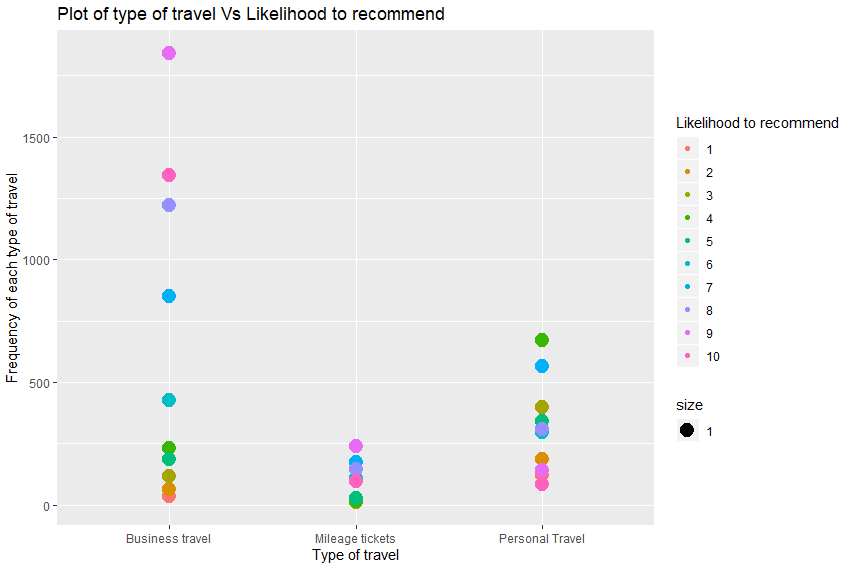 Plot of type of travel Vs Likelihood to recommend
Frequency of each type of travel
1500
1000
500
0
Business travel
Mileage tickets
Personal Travel
Type of travel
Likelihood to recommend
1
2
3
4
5
6
7
8
9
10
size
1